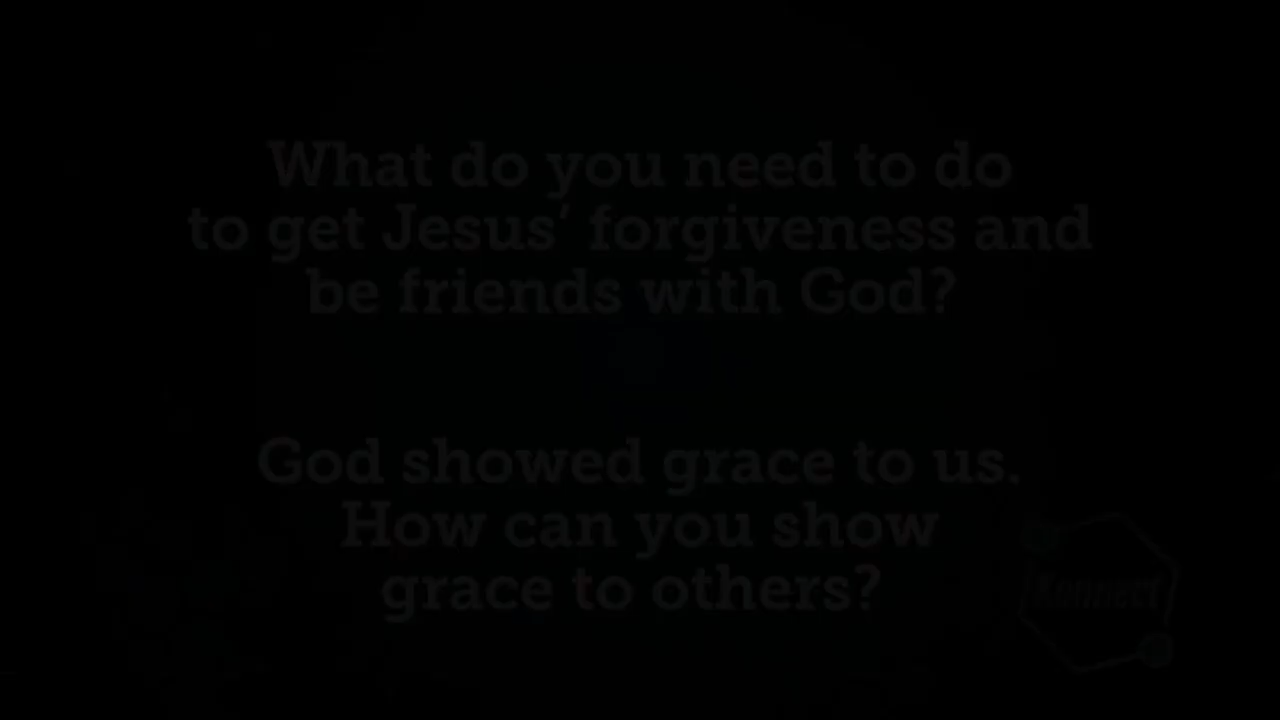 What do you need to do
to get Jesus’ forgiveness and
be friends with God?
God showed grace to us.
How can you show
grace to others?
Konnect